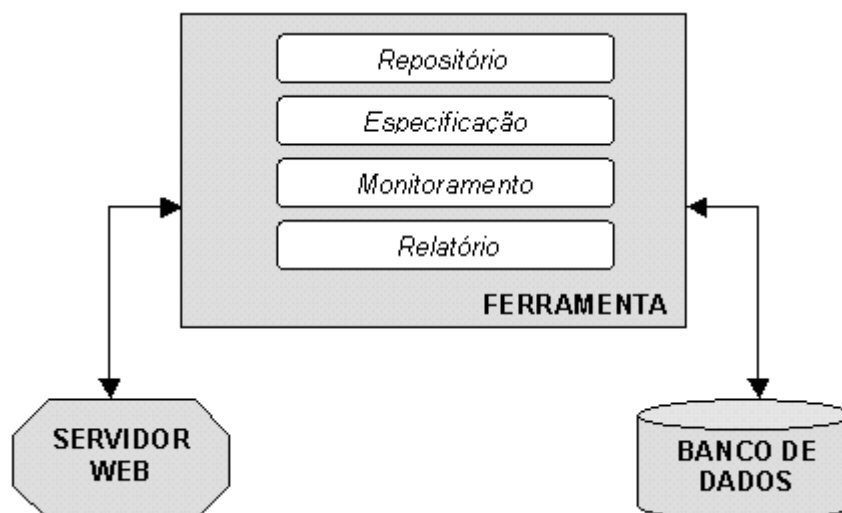 Repositório
Especificação
Monitoramento
Relatório
FERRAMENTA
SERVIDOR
WEB
BANCO DE
DADOS